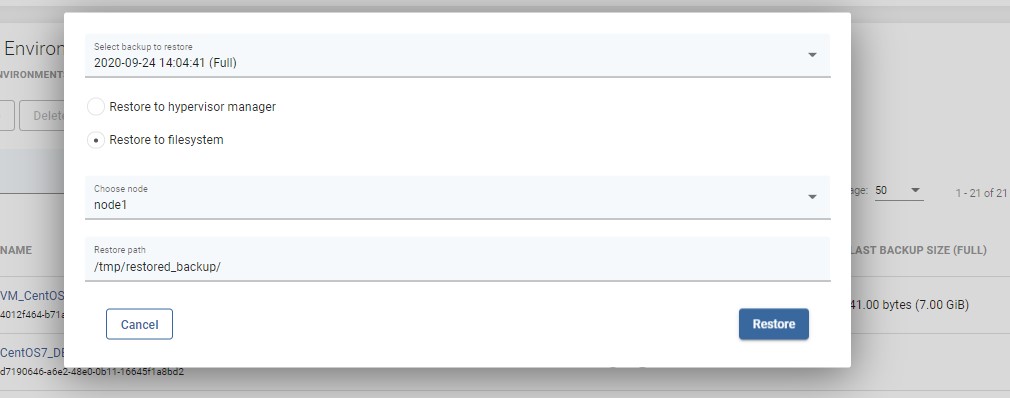 Environ
NVIRONMENT
Delete
Select backup to restore
2020-09-24 14:04:41 (Full)
Restore to hypervisor manager
Restore to filesystem
Choose node
node1
age: 50 1 - 21 of 21
Restore path
/tmp/restored_backup/
NAME LAST BACKUP SIZE (FULL)
VM_CentOS
4012f464-b71a
41.00 bytes (7.00 GiB)
Cancel Restore
CentOS7_DE
d7190646-a6e2-48e0-0b11-16645f1a8bd2